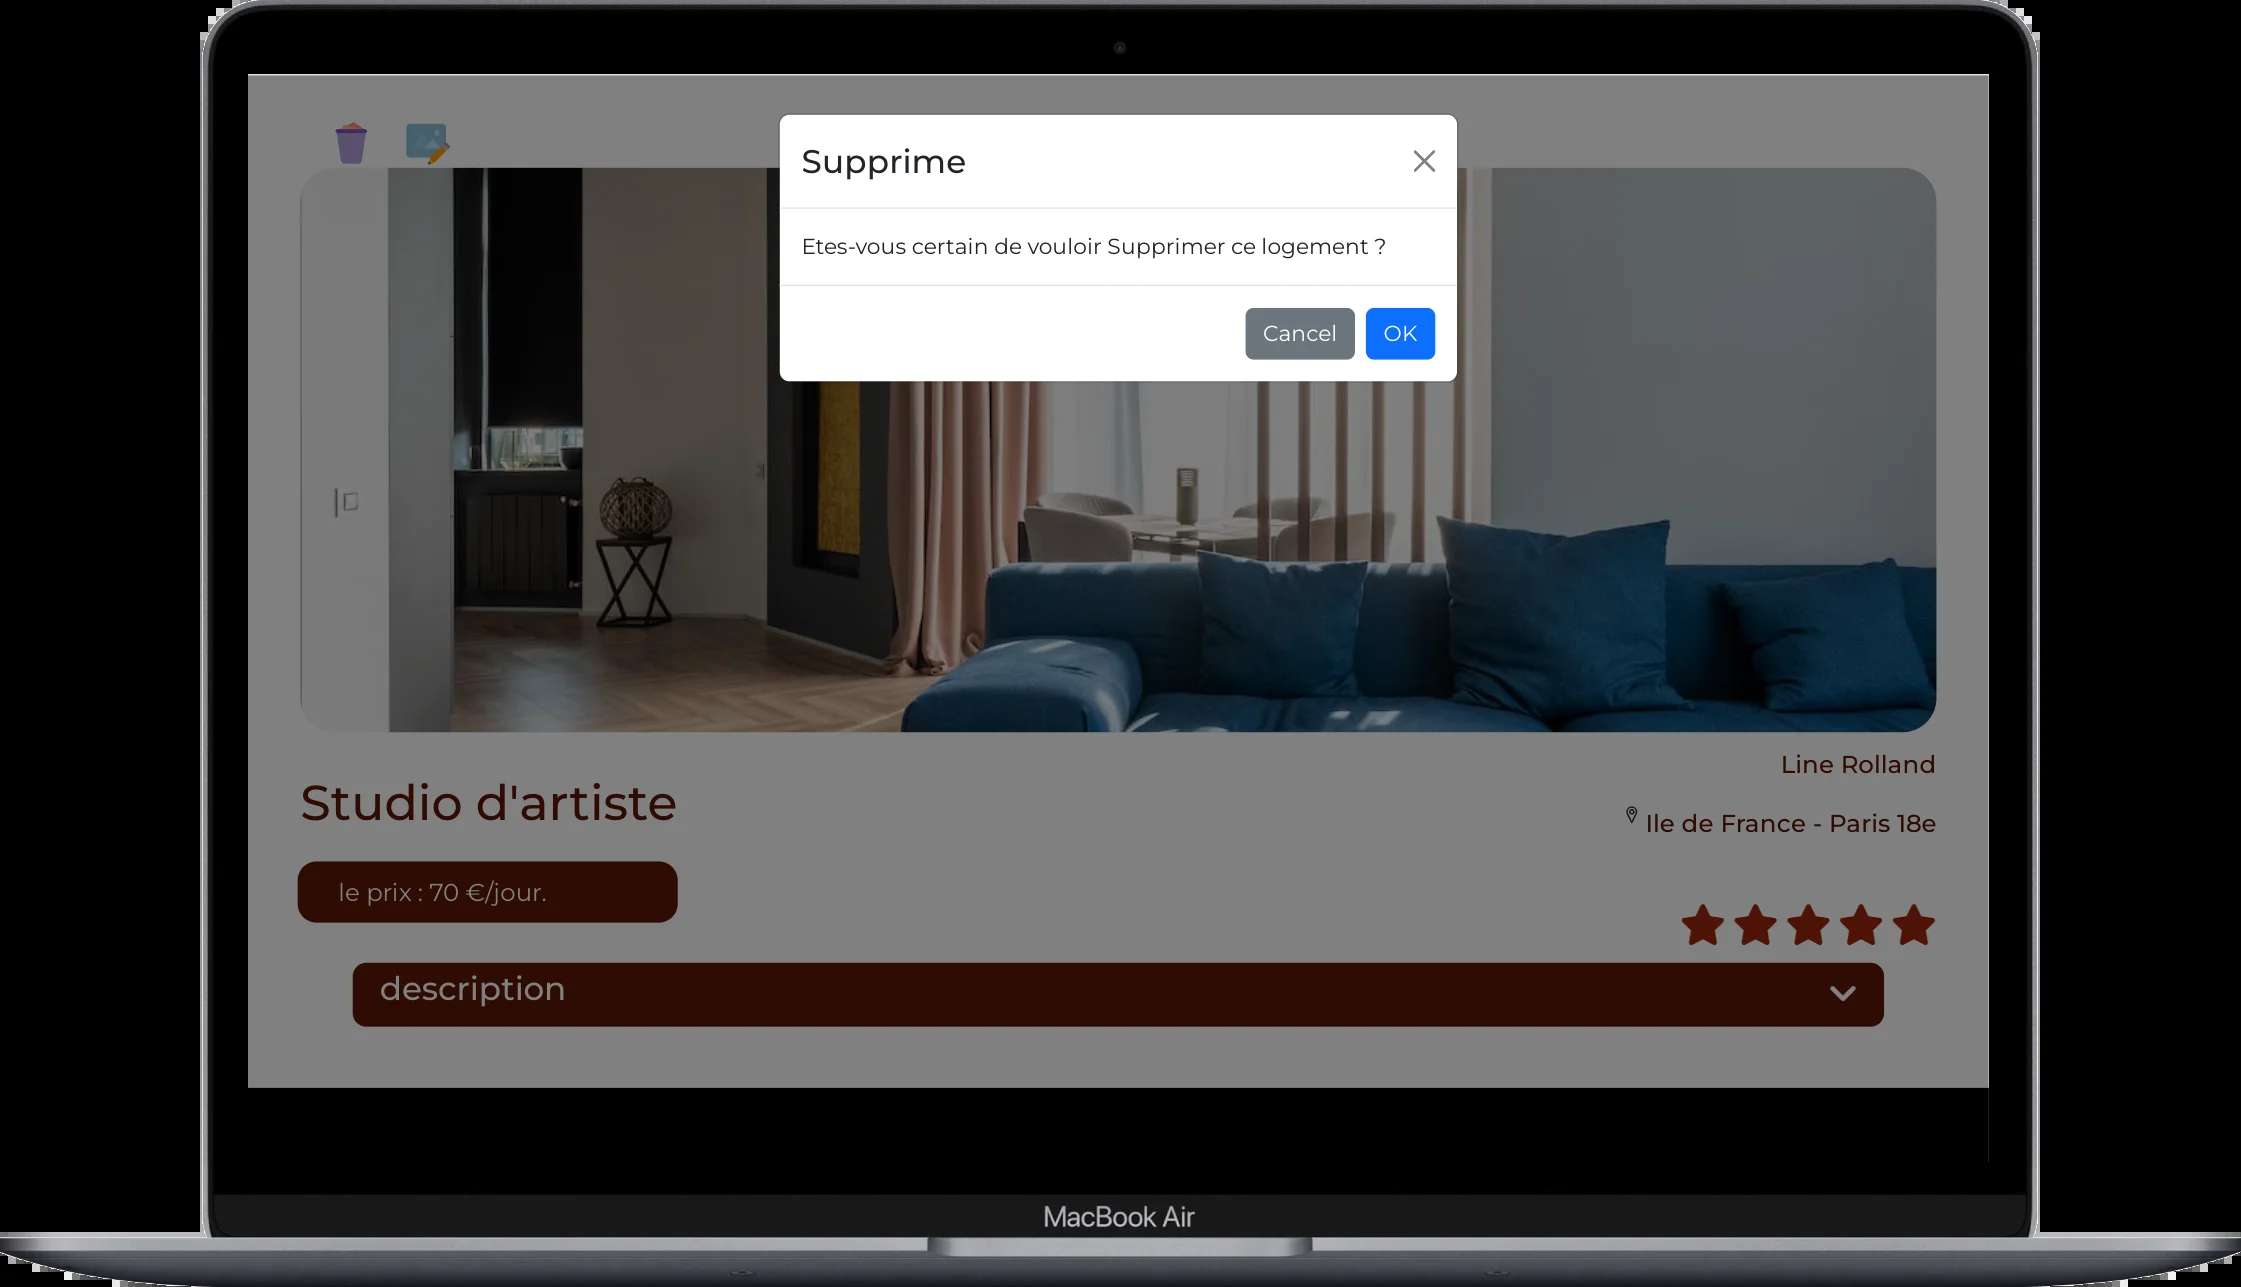 Supprime
Etes-vous certain de vouloir Supprimer ce logement ?
Cancel
OK
Line Rolland
Studio d'artiste
Ile de France - Paris 18e
le prix : 70 €/jour.
description
MacBook Air